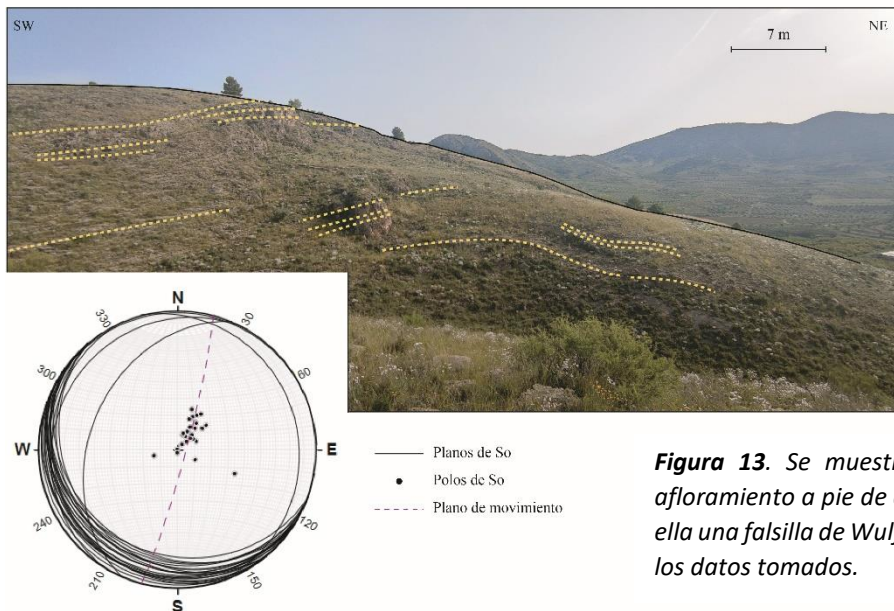 SW
NE
7 m
N
30
60
E
120
150
S
210
240
W
300
330
Planos de So
Polos de So
Plano de movimiento
Figura 13. Se muestr
afloramiento a pie de
ella una falsilla de Wul
los datos tomados.